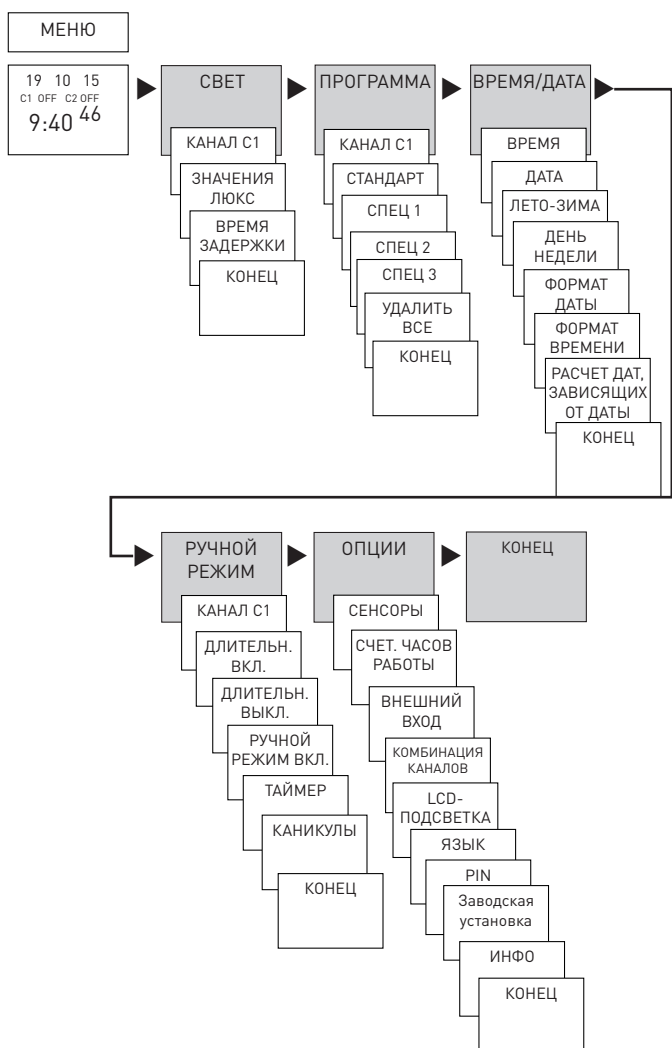 МЕНЮ
19 10 15
C1 OFF C2 OFF
9:40 46
СВЕТ
КАНАЛ C1
ЗНАЧЕНИЯ
ЛЮКС
ВРЕМЯ
ЗАДЕРЖКИ
КОНЕЦ
ПРОГРАММА
КАНАЛ C1
СТАНДАРТ
СПЕЦ 1
СПЕЦ 2
СПЕЦ 3
УДАЛИТЬ
ВСЕ
КОНЕЦ
ВРЕМЯ/ДАТА
ВРЕМЯ
ДАТА
ЛЕТО-ЗИМА
ДЕНЬ
НЕДЕЛИ
ФОРМАТ
ДАТЫ
ФОРМАТ
ВРЕМЕНИ
РАСЧЕТ ДАТ,
ЗАВИСЯЩИХ
ОТ ДАТЫ
КОНЕЦ
РУЧНОЙ
РЕЖИМ
КАНАЛ C1
ДЛИТЕЛЬН.
ВКЛ.
ДЛИТЕЛЬН.
ВЫКЛ.
РУЧНОЙ
РЕЖИМ ВКЛ.
ТАЙМЕР
КАНИКУЛЫ
КОНЕЦ
ОПЦИИ
СЕНСОРЫ
СЧЕТ. ЧАСОВ
РАБОТЫ
ВНЕШНИЙ
ВХОД
КОМБИНАЦИЯ
КАНАЛОВ
LCD-
ПОДСВЕТКА
ЯЗЫК
PIN
Заводская
установка
ИНФО
КОНЕЦ
КОНЕЦ